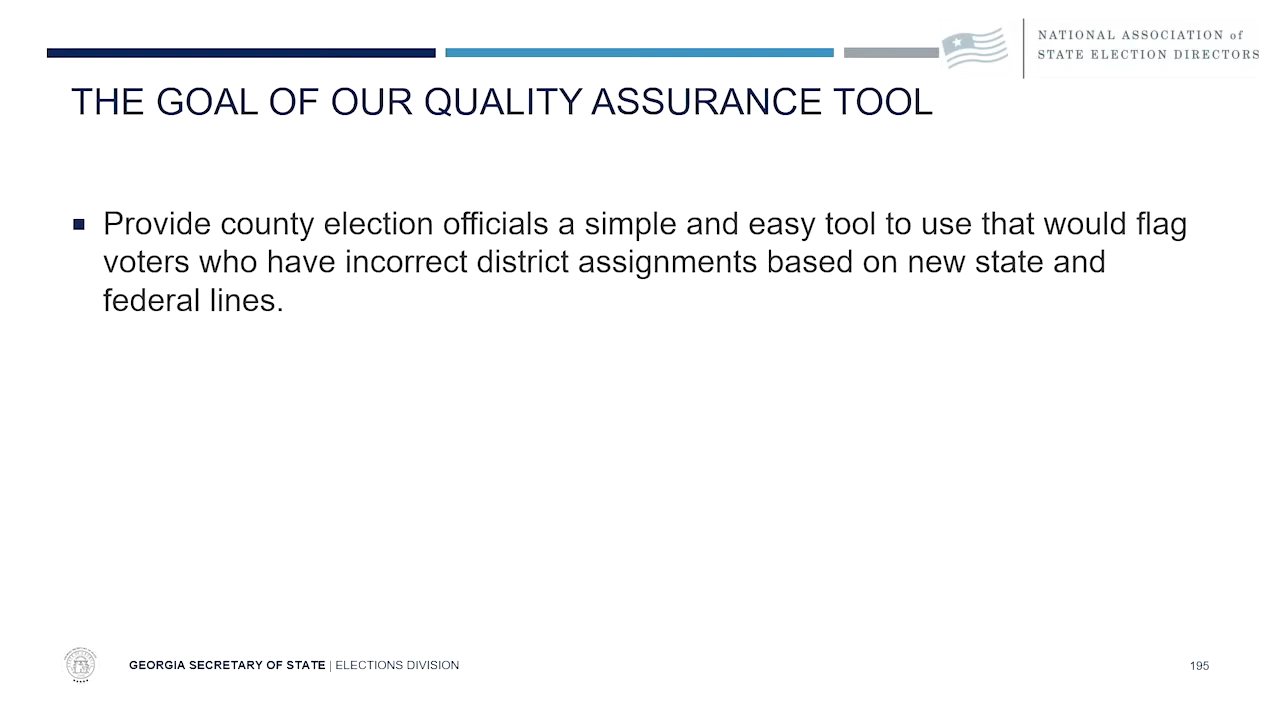 NATIONAL ASSOCIATION of
STATE ELECTION DIRECTORS
THE GOAL OF OUR QUALITY ASSURANCE TOOL
▪ Provide county election officials a simple and easy tool to use that would flag
voters who have incorrect district assignments based on new state and
federal lines.
GEORGIA SECRETARY OF STATE | ELECTIONS DIVISION
195